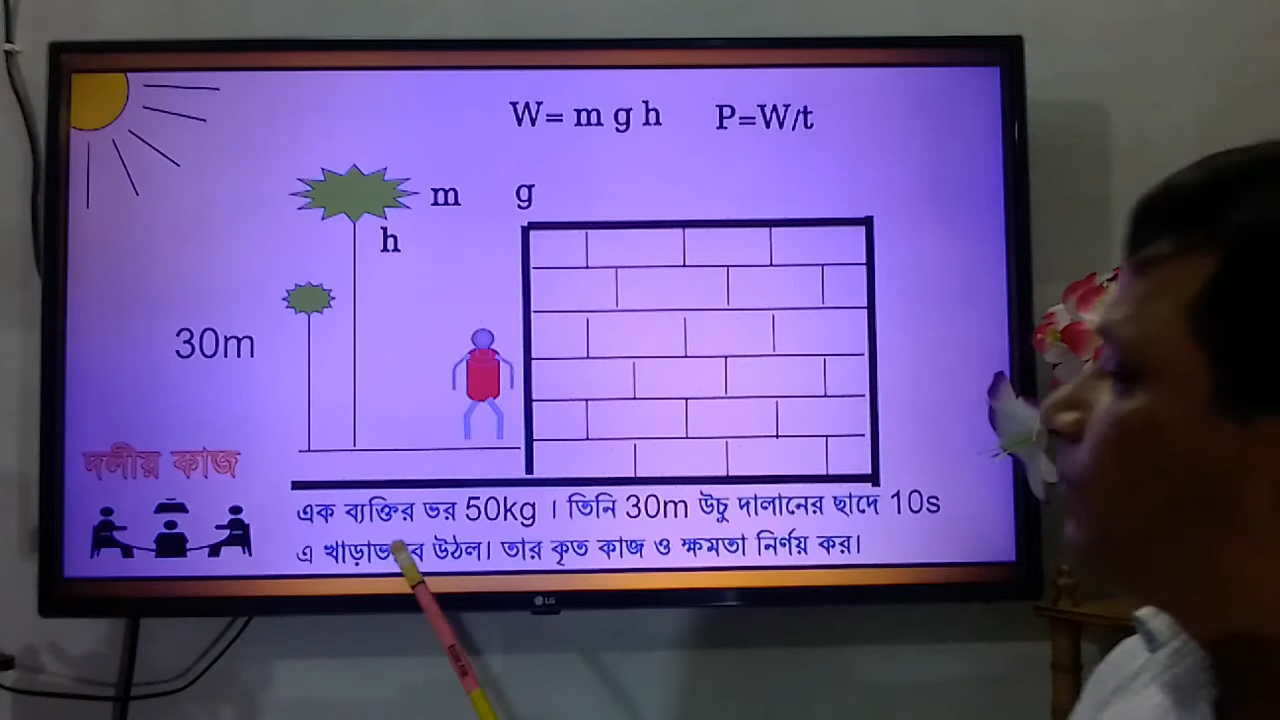 W= m g h P=W/t
m g
h
30m
দলীয় কাজ
এক ব্যক্তির ভর 50kg । তিনি 30m উচু দালানের ছাদে 10s
এ খাড়াভাবে উঠল। তার কৃত কাজ ও ক্ষমতা নির্ণয় কর।
LG